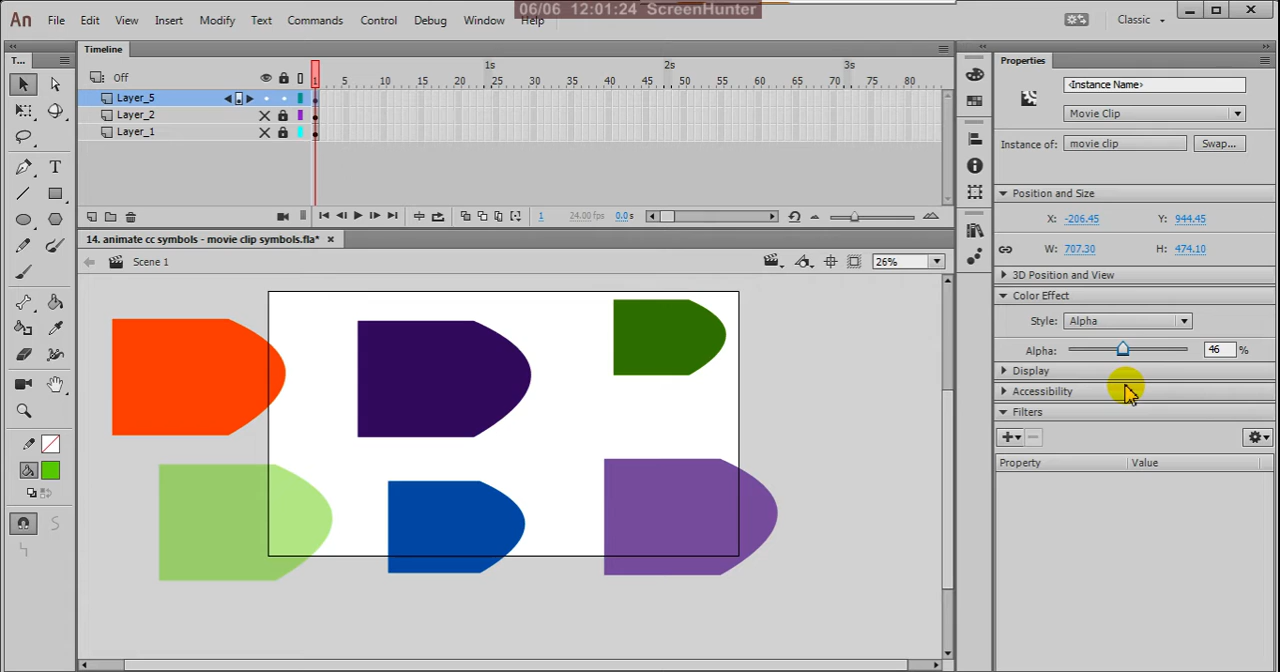 06/06 12:01:24 ScreenHunter
An File Edit View Insert Modify Text Commands Control Debug Window Help Classic
T... Timeline Properties
Off 1s 2s 3s
1 5 10 15 20 25 30 35 40 45 50 55 60 65 70 75 80
<Instance Name>
Layer_5
Layer_2 Movie Clip
Layer_1
Instance of: movie clip Swap...
Position and Size
1 24.00 fps 0.0s X: -206.45 Y: 944.45
14. animate cc symbols - movie clip symbols.fla* W: 707.30 H: 474.10
Scene 1 26%
3D Position and View
Color Effect
Style: Alpha
Alpha: 46 %
Display
Accessibility
Filters
Property Value